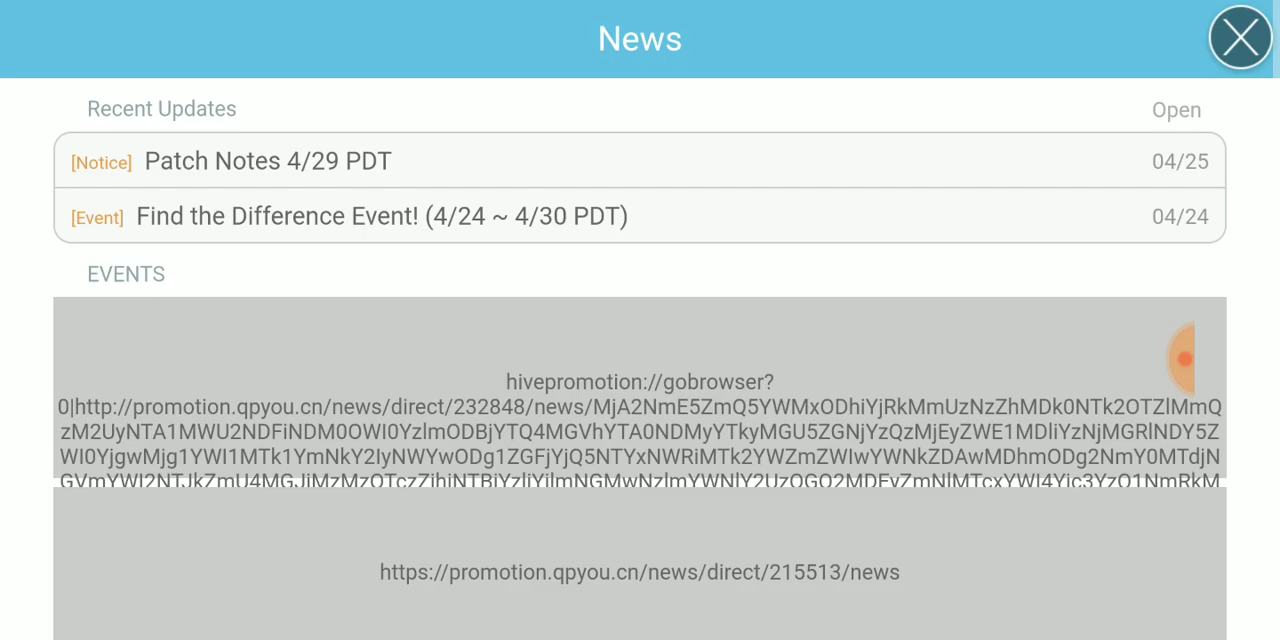 News
Recent Updates
Open
[Notice] Patch Notes 4/29 PDT 04/25
[Event] Find the Difference Event! (4/24 ~ 4/30 PDT) 04/24
EVENTS
hivepromotion://gobrowser?
0|http://promotion.qpyou.cn/news/direct/232848/news/MjA2NmE5ZmQ5YWMxODhiYjRkMmUzNzZhMDk0NTk2OTZlMmQ
zM2UyNTA1MWU2NDFiNDM0OWI0YzlmODBjYTQ4MGVhYTA0NDMyYTkyMGU5ZGNjYzQzMjEyZWE1MDliYzNjMGRlNDY5Z
WI0YjgwMjg1YWI1MTk1YmNkY2IyNWYwODg1ZGFjYjQ5NTYxNWRiMTk2YWZmZWIwYWNkZDAwMDhmODg2NmY0MTdjN
https://promotion.qpyou.cn/news/direct/215513/news